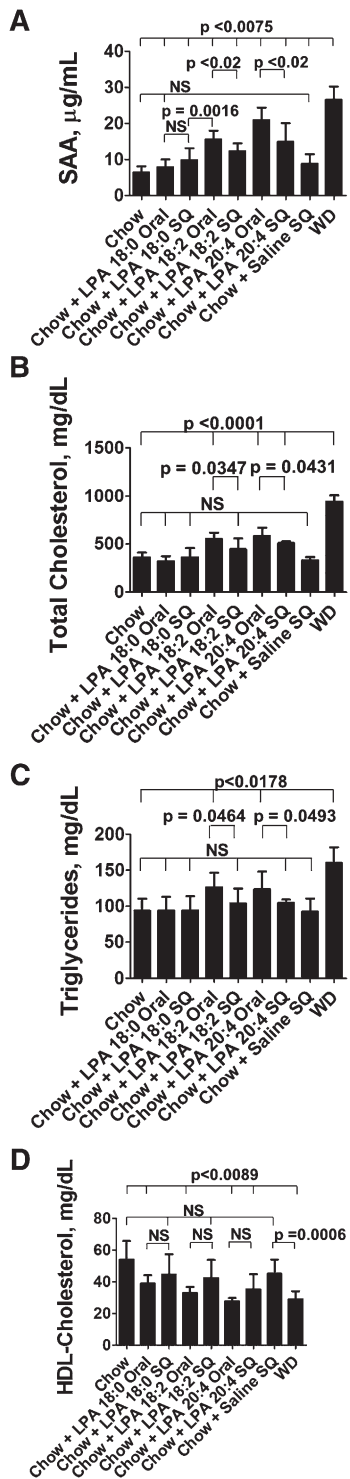 A
p <0.0075
p <0.02 p <0.02
NS
p = 0.0016
NS
SAA, µg/mL
40
30
20
10
0
Chow
Chow + LPA 18:0 Oral
Chow + LPA 18:0 SQ
Chow + LPA 18:2 Oral
Chow + LPA 18:2 SQ
Chow + LPA 20:4 Oral
Chow + LPA 20:4 SQ
Chow + Saline SQ
WD
B
p <0.0001
p = 0.0347 p = 0.0431
NS
Total Cholesterol, mg/dL
1500
1000
500
0
Chow
Chow + LPA 18:0 Oral
Chow + LPA 18:0 SQ
Chow + LPA 18:2 Oral
Chow + LPA 18:2 SQ
Chow + LPA 20:4 Oral
Chow + LPA 20:4 SQ
Chow + Saline SQ
WD
C
p<0.0178
p = 0.0464 p = 0.0493
NS
Triglycerides, mg/dL
200
150
100
50
0
Chow
Chow + LPA 18:0 Oral
Chow + LPA 18:0 SQ
Chow + LPA 18:2 Oral
Chow + LPA 18:2 SQ
Chow + LPA 20:4 Oral
Chow + LPA 20:4 SQ
Chow + Saline SQ
WD
D
p<0.0089
NS
NS NS NS p =0.0006
HDL-Cholesterol, mg/dL
80
60
40
20
0
Chow
Chow + LPA 18:0 Oral
Chow + LPA 18:0 SQ
Chow + LPA 18:2 Oral
Chow + LPA 18:2 SQ
Chow + LPA 20:4 Oral
Chow + LPA 20:4 SQ
Chow + Saline SQ
WD